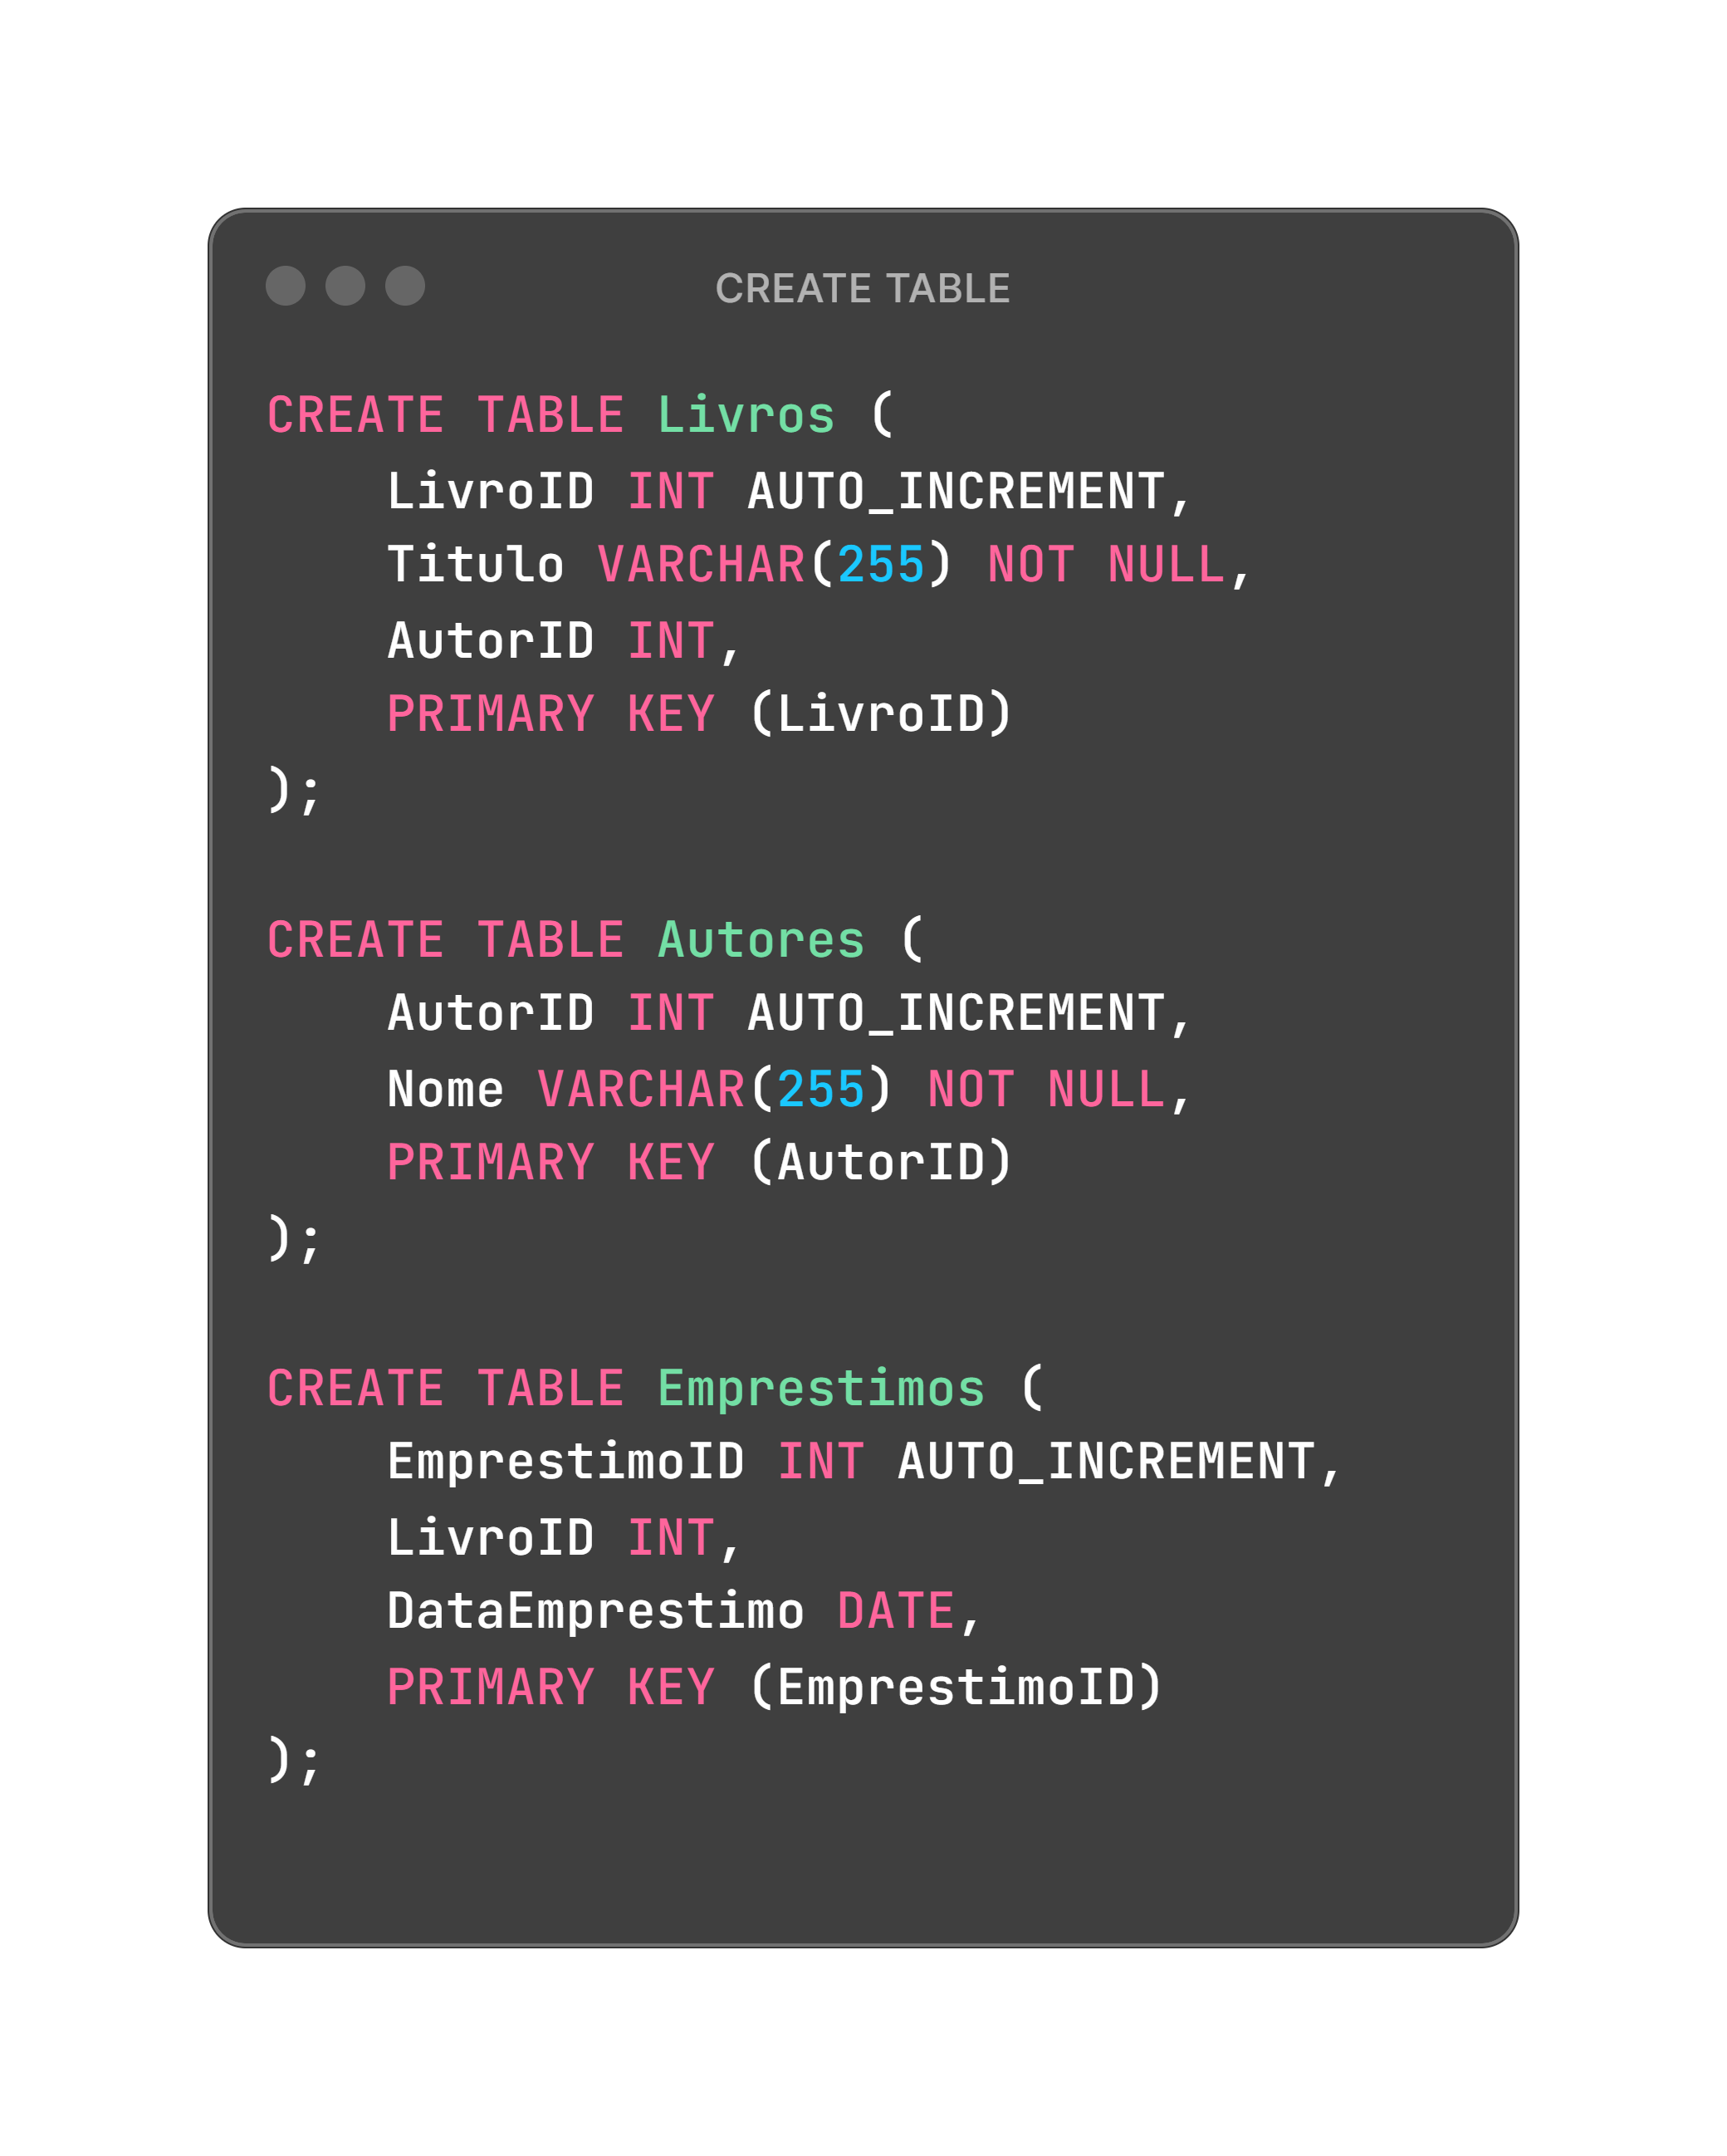 CREATE TABLE
CREATE TABLE Livros (
    LivroID INT AUTO_INCREMENT,
    Titulo VARCHAR(255) NOT NULL,
    AutorID INT,
    PRIMARY KEY (LivroID)
);
CREATE TABLE Autores (
    AutorID INT AUTO_INCREMENT,
    Nome VARCHAR(255) NOT NULL,
    PRIMARY KEY (AutorID)
);
CREATE TABLE Emprestimos (
    EmprestimoID INT AUTO_INCREMENT,
    LivroID INT,
    DataEmprestimo DATE,
    PRIMARY KEY (EmprestimoID)
);